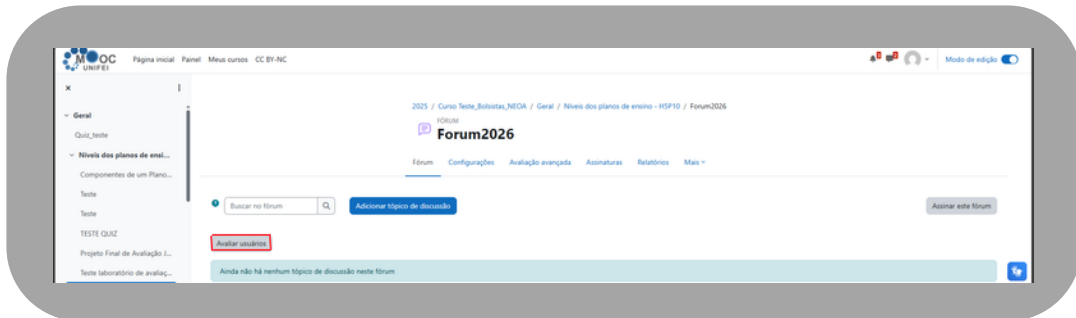 MOOC
UNIFEI
Página inicial Painel Meus cursos CC BY-NC
Modo de edição
Geral
Quiz_teste
Níveis dos planos de ensi...
Componentes de um Plano...
Teste
Teste
TESTE QUIZ
Projeto Final de Avaliação J...
Teste laboratório de avaliaç...
2025 / Curso Teste_Bolsistas_NEOA / Geral / Níveis dos planos de ensino - H5P10 / Forum2026
FÓRUM
Forum2026
Fórum Configurações Avaliação avançada Assinaturas Relatórios Mais
Buscar no fórum
Adicionar tópico de discussão
Assinar este fórum
Avaliar usuários
Ainda não há nenhum tópico de discussão neste fórum